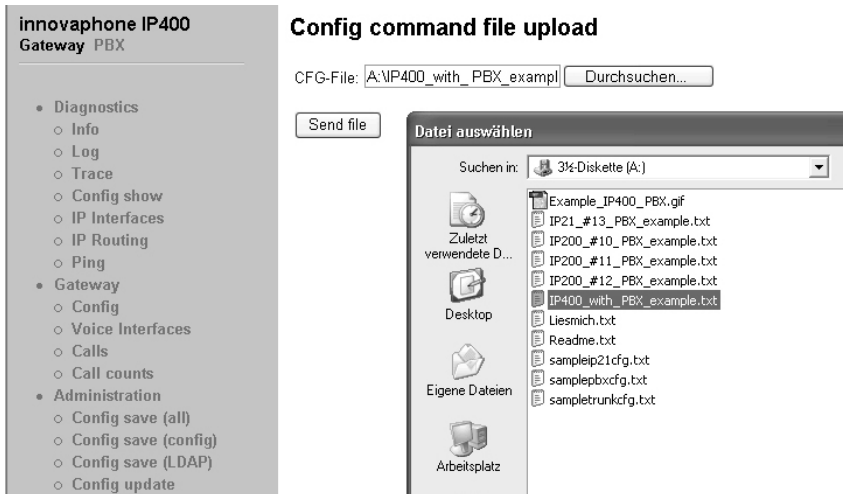 innovaphone IP400
Gateway PBX
Diagnostics
Info
Log
Trace
Config show
IP Interfaces
IP Routing
Ping
Gateway
Config
Voice Interfaces
Calls
Call counts
Administration
Config save (all)
Config save (config)
Config save (LDAP)
Config update
Config command file upload
CFG-File: A:\IP400_with_PBX_exampl Durchsuchen...
Send file
Datei auswählen
Suchen in: 3½-Diskette (A:)
Zuletzt
verwendete D...
Desktop
Eigene Dateien
Arbeitsplatz
Example_IP400_PBX.gif
IP21_#13_PBX_example.txt
IP200_#10_PBX_example.txt
IP200_#11_PBX_example.txt
IP200_#12_PBX_example.txt
IP400_with_PBX_example.txt
Liesmich.txt
Readme.txt
sampleip21cfg.txt
samplepbxcfg.txt
sampletrunkcfg.txt